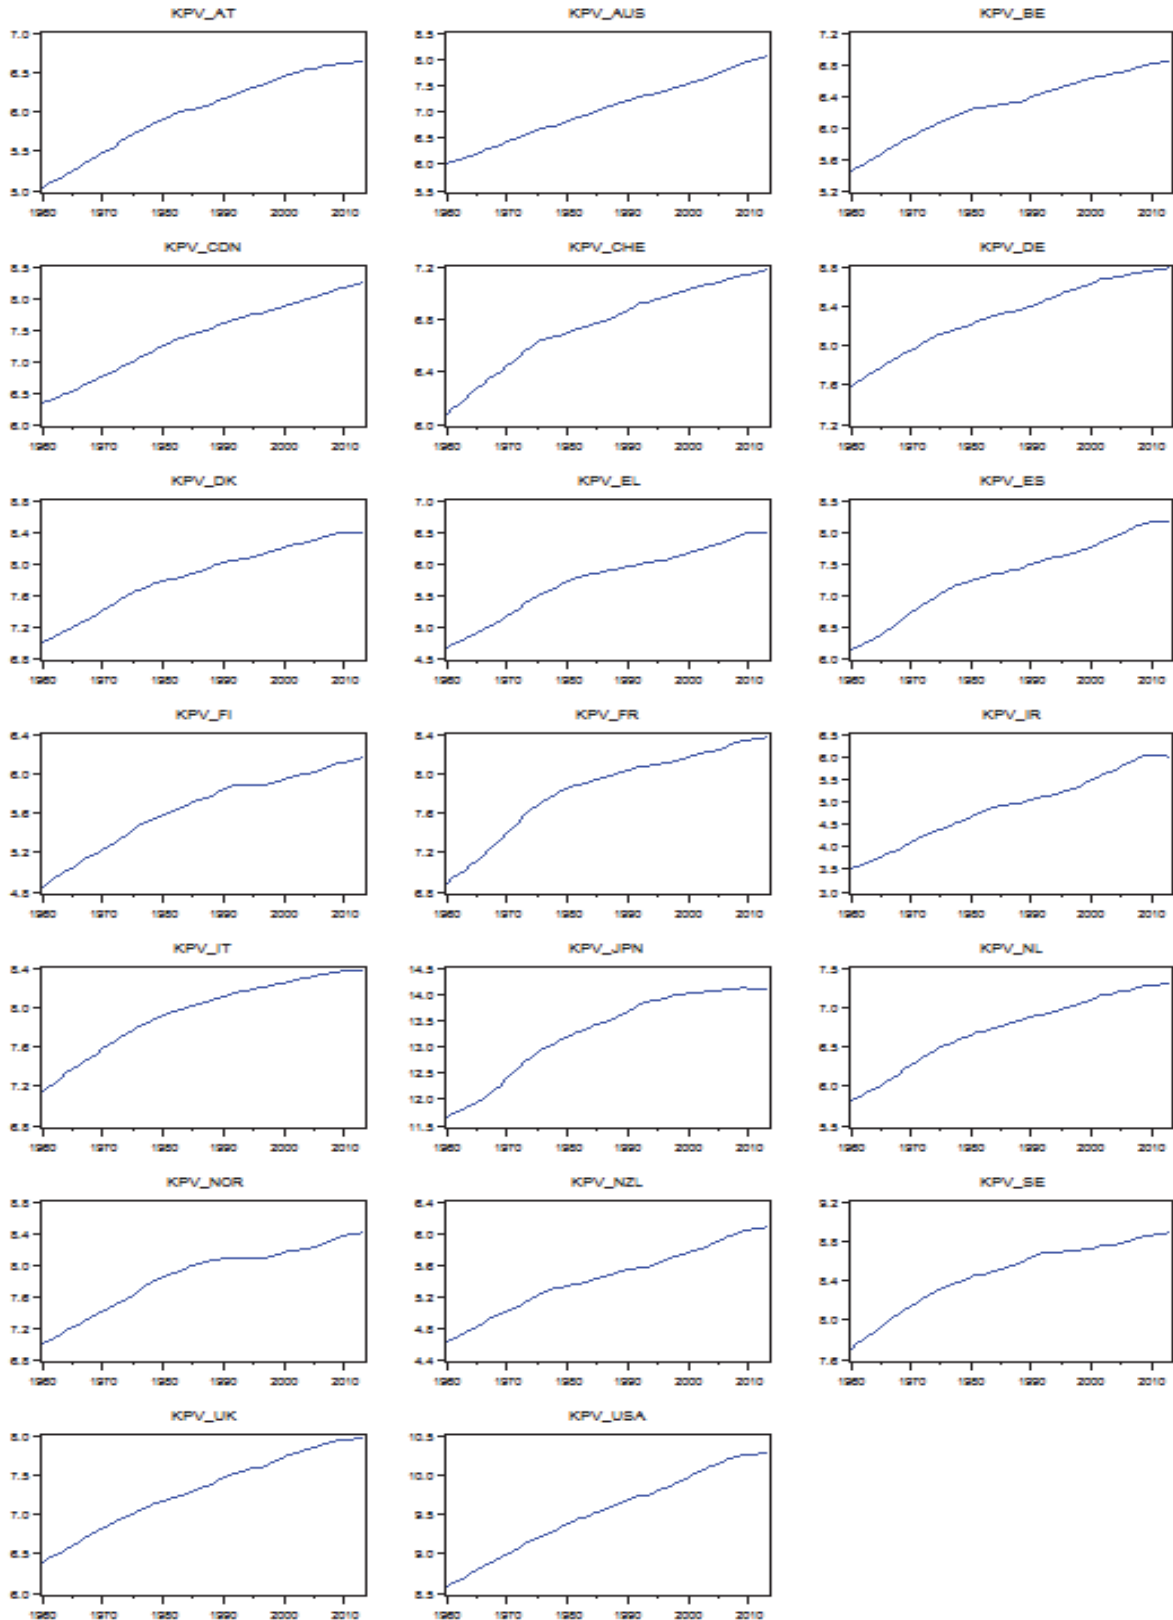 KPV_AT
7.0
6.5
6.0
5.5
5.0
1960 1970 1980 1990 2000 2010
KPV_AUS
8.5
8.0
7.5
7.0
6.5
6.0
5.5
1960 1970 1980 1990 2000 2010
KPV_BE
7.2
6.8
6.4
6.0
5.6
5.2
1960 1970 1980 1990 2000 2010
KPV_CDN
8.5
8.0
7.5
7.0
6.5
6.0
1960 1970 1980 1990 2000 2010
KPV_CHE
7.2
6.8
6.4
6.0
1960 1970 1980 1990 2000 2010
KPV_DE
8.8
8.4
8.0
7.6
7.2
1960 1970 1980 1990 2000 2010
KPV_DK
8.8
8.4
8.0
7.6
7.2
6.8
1960 1970 1980 1990 2000 2010
KPV_EL
7.0
6.5
6.0
5.5
5.0
4.5
1960 1970 1980 1990 2000 2010
KPV_ES
8.5
8.0
7.5
7.0
6.5
6.0
1960 1970 1980 1990 2000 2010
KPV_FI
6.4
6.0
5.6
5.2
4.8
1960 1970 1980 1990 2000 2010
KPV_FR
8.4
8.0
7.6
7.2
6.8
1960 1970 1980 1990 2000 2010
KPV_IR
6.5
6.0
5.5
5.0
4.5
4.0
3.5
3.0
1960 1970 1980 1990 2000 2010
KPV_IT
8.4
8.0
7.6
7.2
6.8
1960 1970 1980 1990 2000 2010
KPV_JPN
14.5
14.0
13.5
13.0
12.5
12.0
11.5
1960 1970 1980 1990 2000 2010
KPV_NL
7.5
7.0
6.5
6.0
5.5
1960 1970 1980 1990 2000 2010
KPV_NOR
8.8
8.4
8.0
7.6
7.2
6.8
1960 1970 1980 1990 2000 2010
KPV_NZL
6.4
6.0
5.6
5.2
4.8
4.4
1960 1970 1980 1990 2000 2010
KPV_SE
9.2
8.8
8.4
8.0
7.6
1960 1970 1980 1990 2000 2010
KPV_UK
8.0
7.5
7.0
6.5
6.0
1960 1970 1980 1990 2000 2010
KPV_USA
10.5
10.0
9.5
9.0
8.5
1960 1970 1980 1990 2000 2010